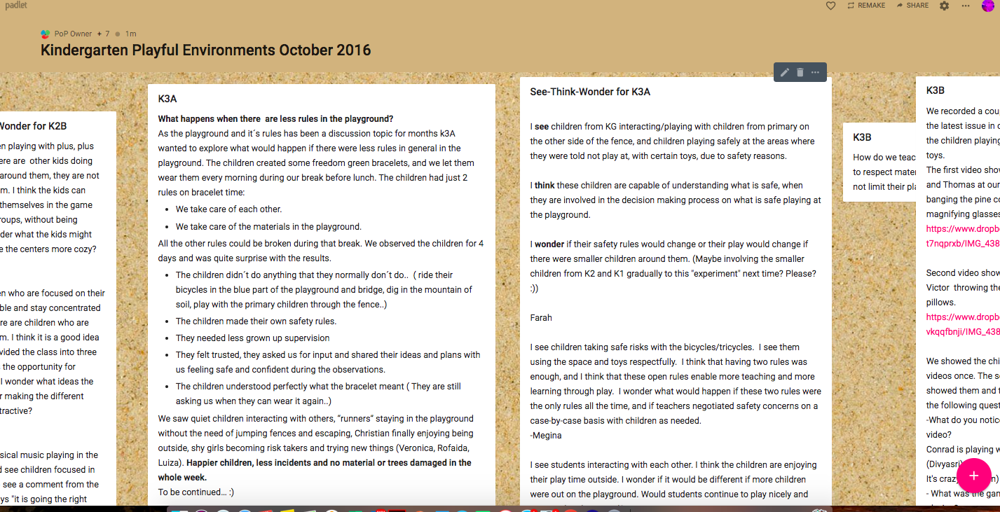 padlet
REMAKE
SHARE
PoP Owner + 7 1m
Kindergarten Playful Environments October 2016
Wonder for K2B
en playing with plus, plus
ere are other kids doing
around them, they are not
m. I think the kids can
themselves in the game
roups, without being
der what the kids might
e the centers more cozy?
en who are focused on their
ble and stay concentrated
re are children who are
m. I think it is a good idea
vided the class into three
the opportunity for
I wonder what ideas the
r making the different
tractive?
sical music playing in the
d see children focused in
see a comment from the
ys "it is going the right
K3A
What happens when there are less rules in the playground?
As the playground and it´s rules has been a discussion topic for months k3A
wanted to explore what would happen if there were less rules in general in the
playground. The children created some freedom green bracelets, and we let them
wear them every morning during our break before lunch. The children had just 2
rules on bracelet time:
• We take care of each other.
• We take care of the materials in the playground.
All the other rules could be broken during that break. We observed the children for 4
days and was quite surprise with the results.
• The children didn´t do anything that they normally don´t do.. ( ride their
bicycles in the blue part of the playground and bridge, dig in the mountain of
soil, play with the primary children through the fence..)
• The children made their own safety rules.
• They needed less grown up supervision
• They felt trusted, they asked us for input and shared their ideas and plans with
us feeling safe and confident during the observations.
• The children understood perfectly what the bracelet meant ( They are still
asking us when they can wear it again..)
We saw quiet children interacting with others, “runners” staying in the playground
without the need of jumping fences and escaping, Christian finally enjoying being
outside, shy girls becoming risk takers and trying new things (Veronica, Rofaida,
Luiza). Happier children, less incidents and no material or trees damaged in the
whole week.
To be continued... :)
See-Think-Wonder for K3A
I see children from KG interacting/playing with children from primary on
the other side of the fence, and children playing safely at the areas where
they were told not play at, with certain toys, due to safety reasons.
I think these children are capable of understanding what is safe, when
they are involved in the decision making process on what is safe playing at
the playground.
I wonder if their safety rules would change or their play would change if
there were smaller children around them. (Maybe involving the smaller
children from K2 and K1 gradually to this "experiment" next time? Please?
:))
Farah
I see children taking safe risks with the bicycles/tricycles. I see them
using the space and toys respectfully. I think that having two rules was
enough, and I think that these open rules enable more teaching and more
learning through play. I wonder what would happen if these two rules were
the only rules all the time, and if teachers negotiated safety concerns on a
case-by-case basis with children as needed.
-Megina
I see students interacting with each other. I think the children are enjoying
their play time outside. I wonder if it would be different if more children
were out on the playground. Would students continue to play nicely and
K3B
How do we teac
to respect mater
not limit their pla
K3B
We recorded a cou
the latest issue in c
the children playing
toys.
The first video show
and Thomas at our
banging the pine co
magnifying glasses
https://www.dropb
t7nqprxb/IMG_438
Second video show
Victor throwing the
pillows.
https://www.dropb
vkqqfbnji/IMG_438
We showed the chi
videos once. The s
showed them and t
the following quest
-What do you notic
video?
Conrad is playing w
(Divyasri
It's crazy n)
- What was the gan